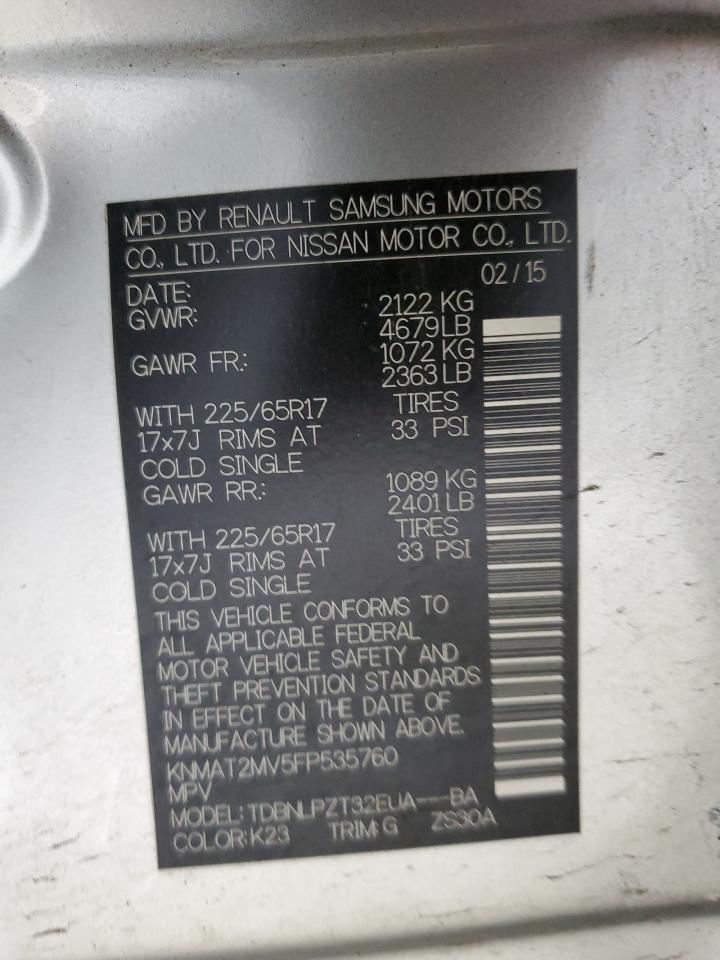 MFD BY RENAULT SAMSUNG MOTORS
CO., LTD. FOR NISSAN MOTOR CO., LTD.
DATE: 02/15
GVWR: 2122 KG
4679 LB
GAWR FR.: 1072 KG
2363 LB
WITH 225/65R17 TIRES
17x7J RIMS AT 33 PSI
COLD SINGLE
GAWR RR.: 1089 KG
2401 LB
WITH 225/65R17 TIRES
17x7J RIMS AT 33 PSI
COLD SINGLE
THIS VEHICLE CONFORMS TO
ALL APPLICABLE FEDERAL
MOTOR VEHICLE SAFETY AND
THEFT PREVENTION STANDARDS
IN EFFECT ON THE DATE OF
MANUFACTURE SHOWN ABOVE.
KNMAT2MV5FP535760
MPV
MODEL: TDBNLPZT32EUA---BA
COLOR: K23 TRIM: G ZS30A